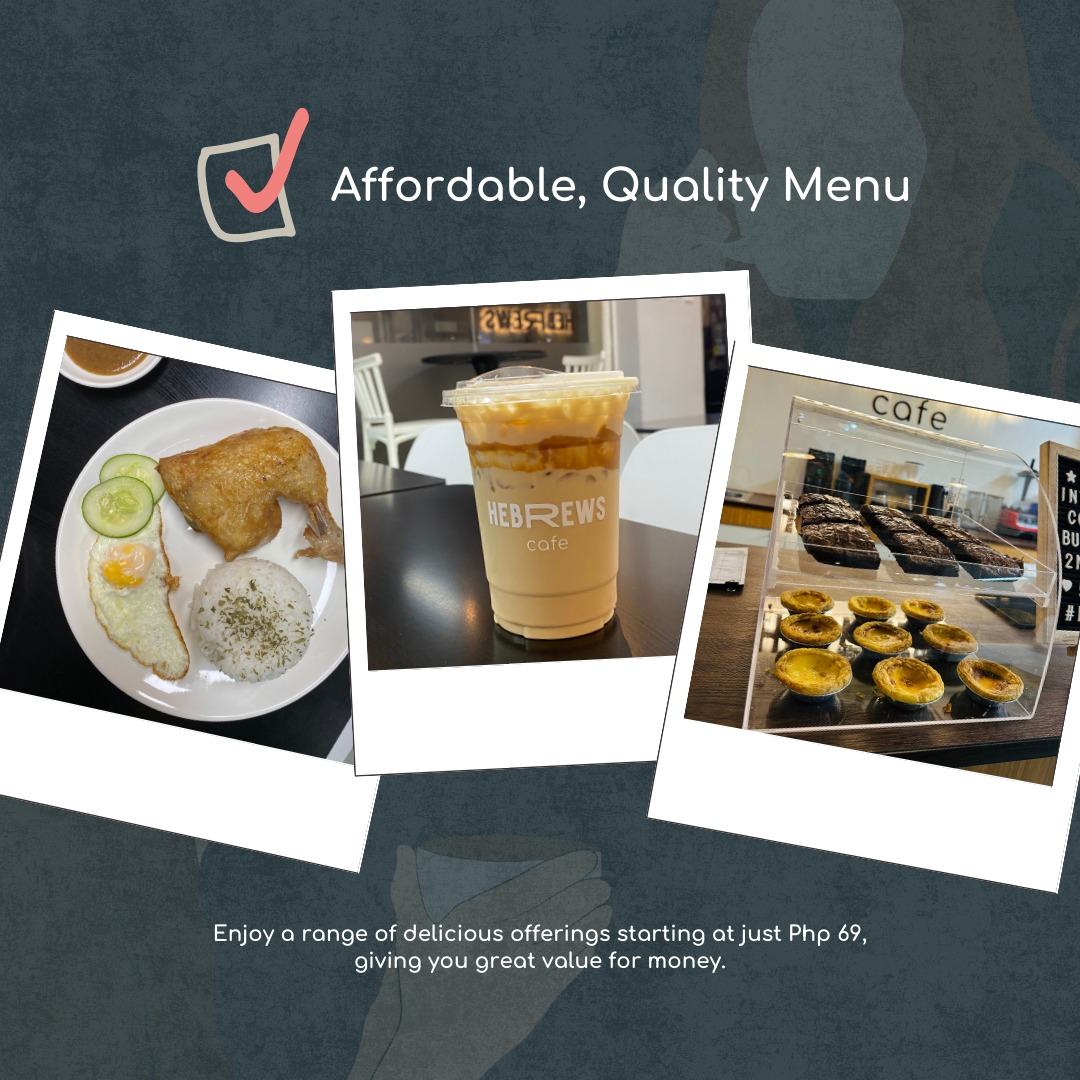 Affordable, Quality Menu
HEBREWS
HEBREWS
cafe
cafe
Enjoy a range of delicious offerings starting at just Php 69,
giving you great value for money.